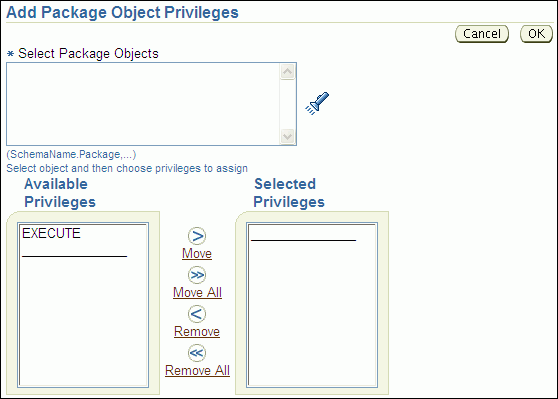 Add Package Object Privileges
Cancel OK
* Select Package Objects
(SchemaName.Package,...)
Select object and then choose privileges to assign
Available Privileges
Selected Privileges
EXECUTE
Move
Move All
Remove
Remove All